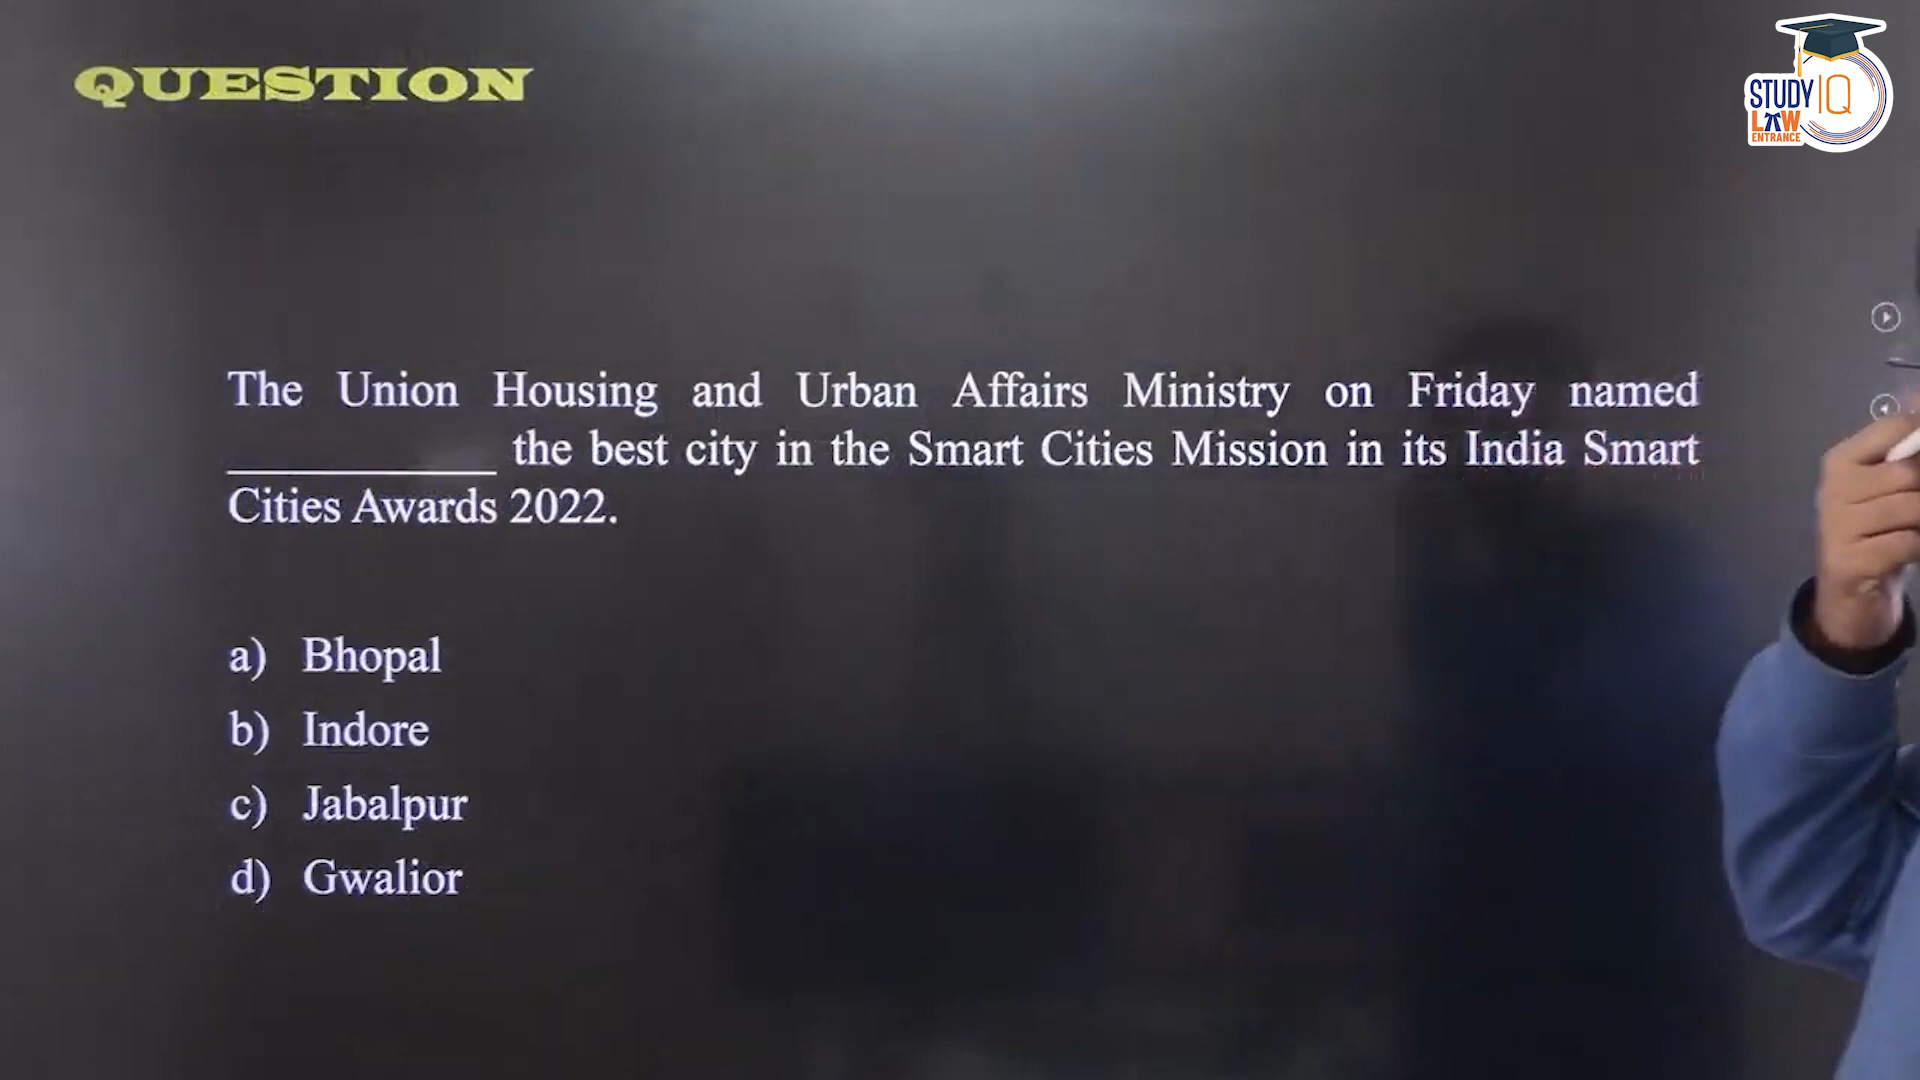 QUESTION
STUDY IQ
LAW
ENTRANCE
The Union Housing and Urban Affairs Ministry on Friday named
____________ the best city in the Smart Cities Mission in its India Smart
Cities Awards 2022.
a) Bhopal
b) Indore
c) Jabalpur
d) Gwalior